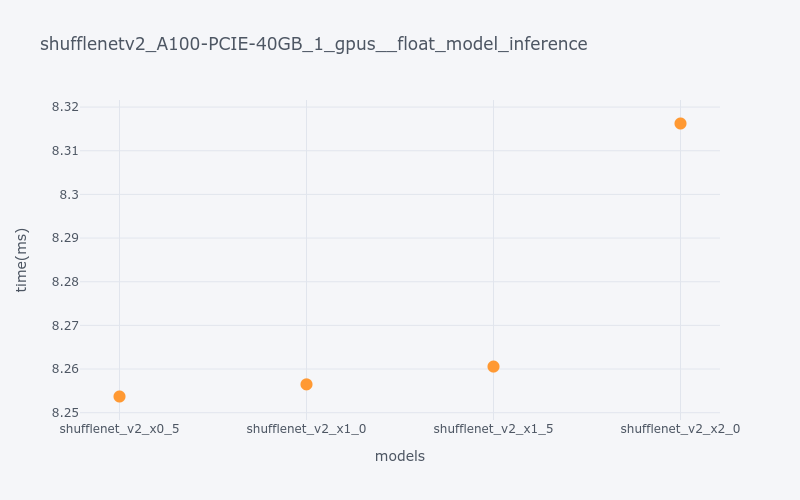 shufflenetv2_A100-PCIE-40GB_1_gpus__float_model_inference
8.32
8.31
8.3
8.29
8.28
8.27
8.26
8.25
time(ms)
shufflenet_v2_x0_5 shufflenet_v2_x1_0 shufflenet_v2_x1_5 shufflenet_v2_x2_0
models